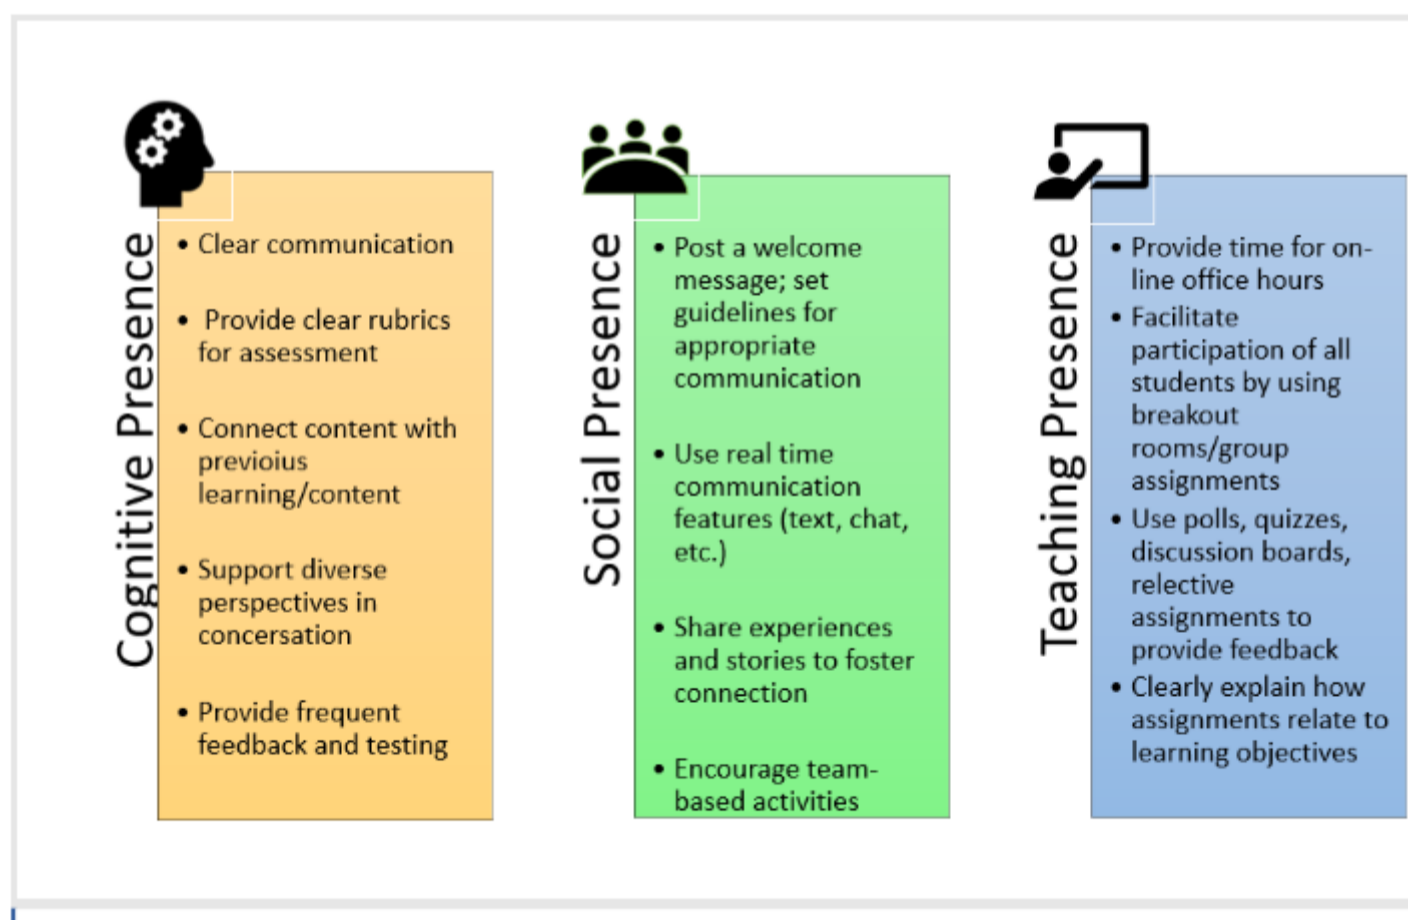 Cognitive Presence
• Clear communication
• Provide clear rubrics
for assessment
• Connect content with
previoius
learning/content
• Support diverse
perspectives in
concersation
• Provide frequent
feedback and testing
Social Presence
• Post a welcome
message; set
guidelines for
appropriate
communication
• Use real time
communication
features (text, chat,
etc.)
• Share experiences
and stories to foster
connection
• Encourage team-
based activities
Teaching Presence
• Provide time for on-
line office hours
• Facilitate
participation of all
students by using
breakout
rooms/group
assignments
• Use polls, quizzes,
discussion boards,
relective
assignments to
provide feedback
• Clearly explain how
assignments relate to
learning objectives